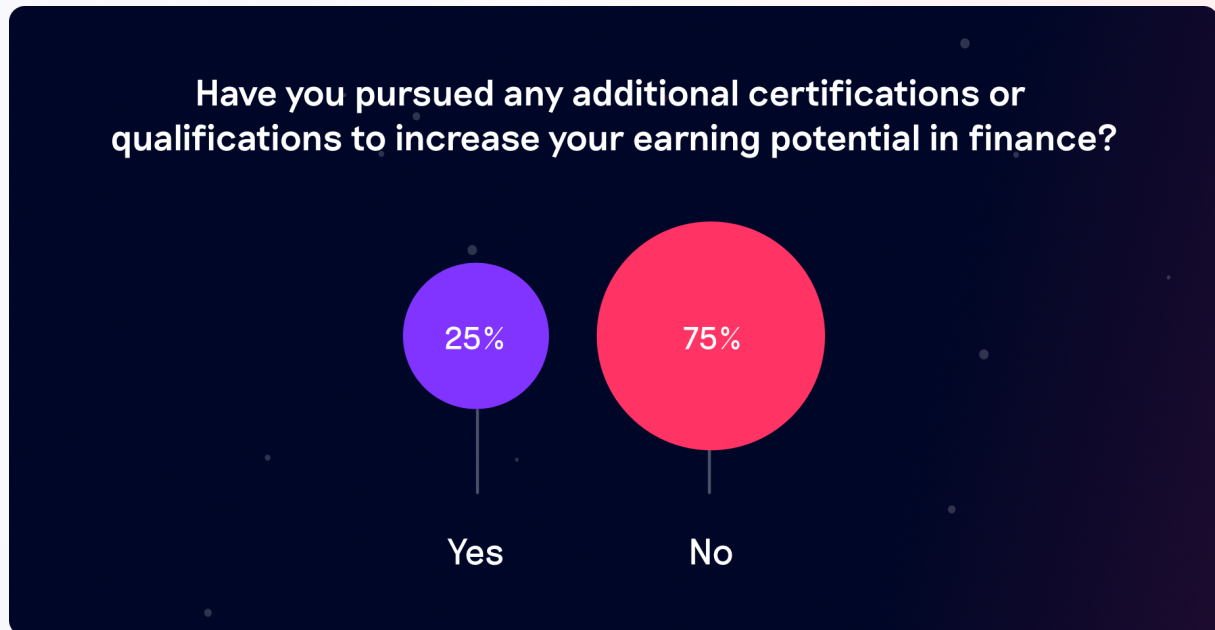 Have you pursued any additional certifications or
qualifications to increase your earning potential in finance?
25%
75%
Yes
No